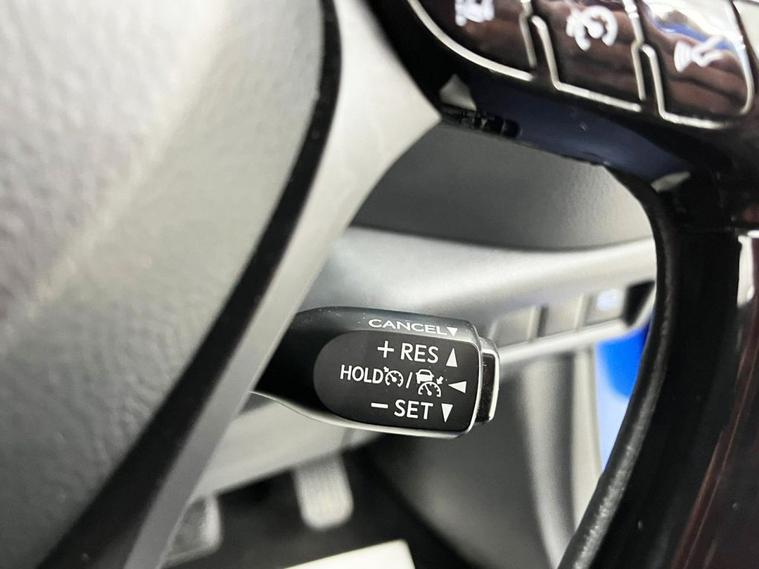 CANCEL▼
+ RES ▲
HOLD / ◀
− SET ▼